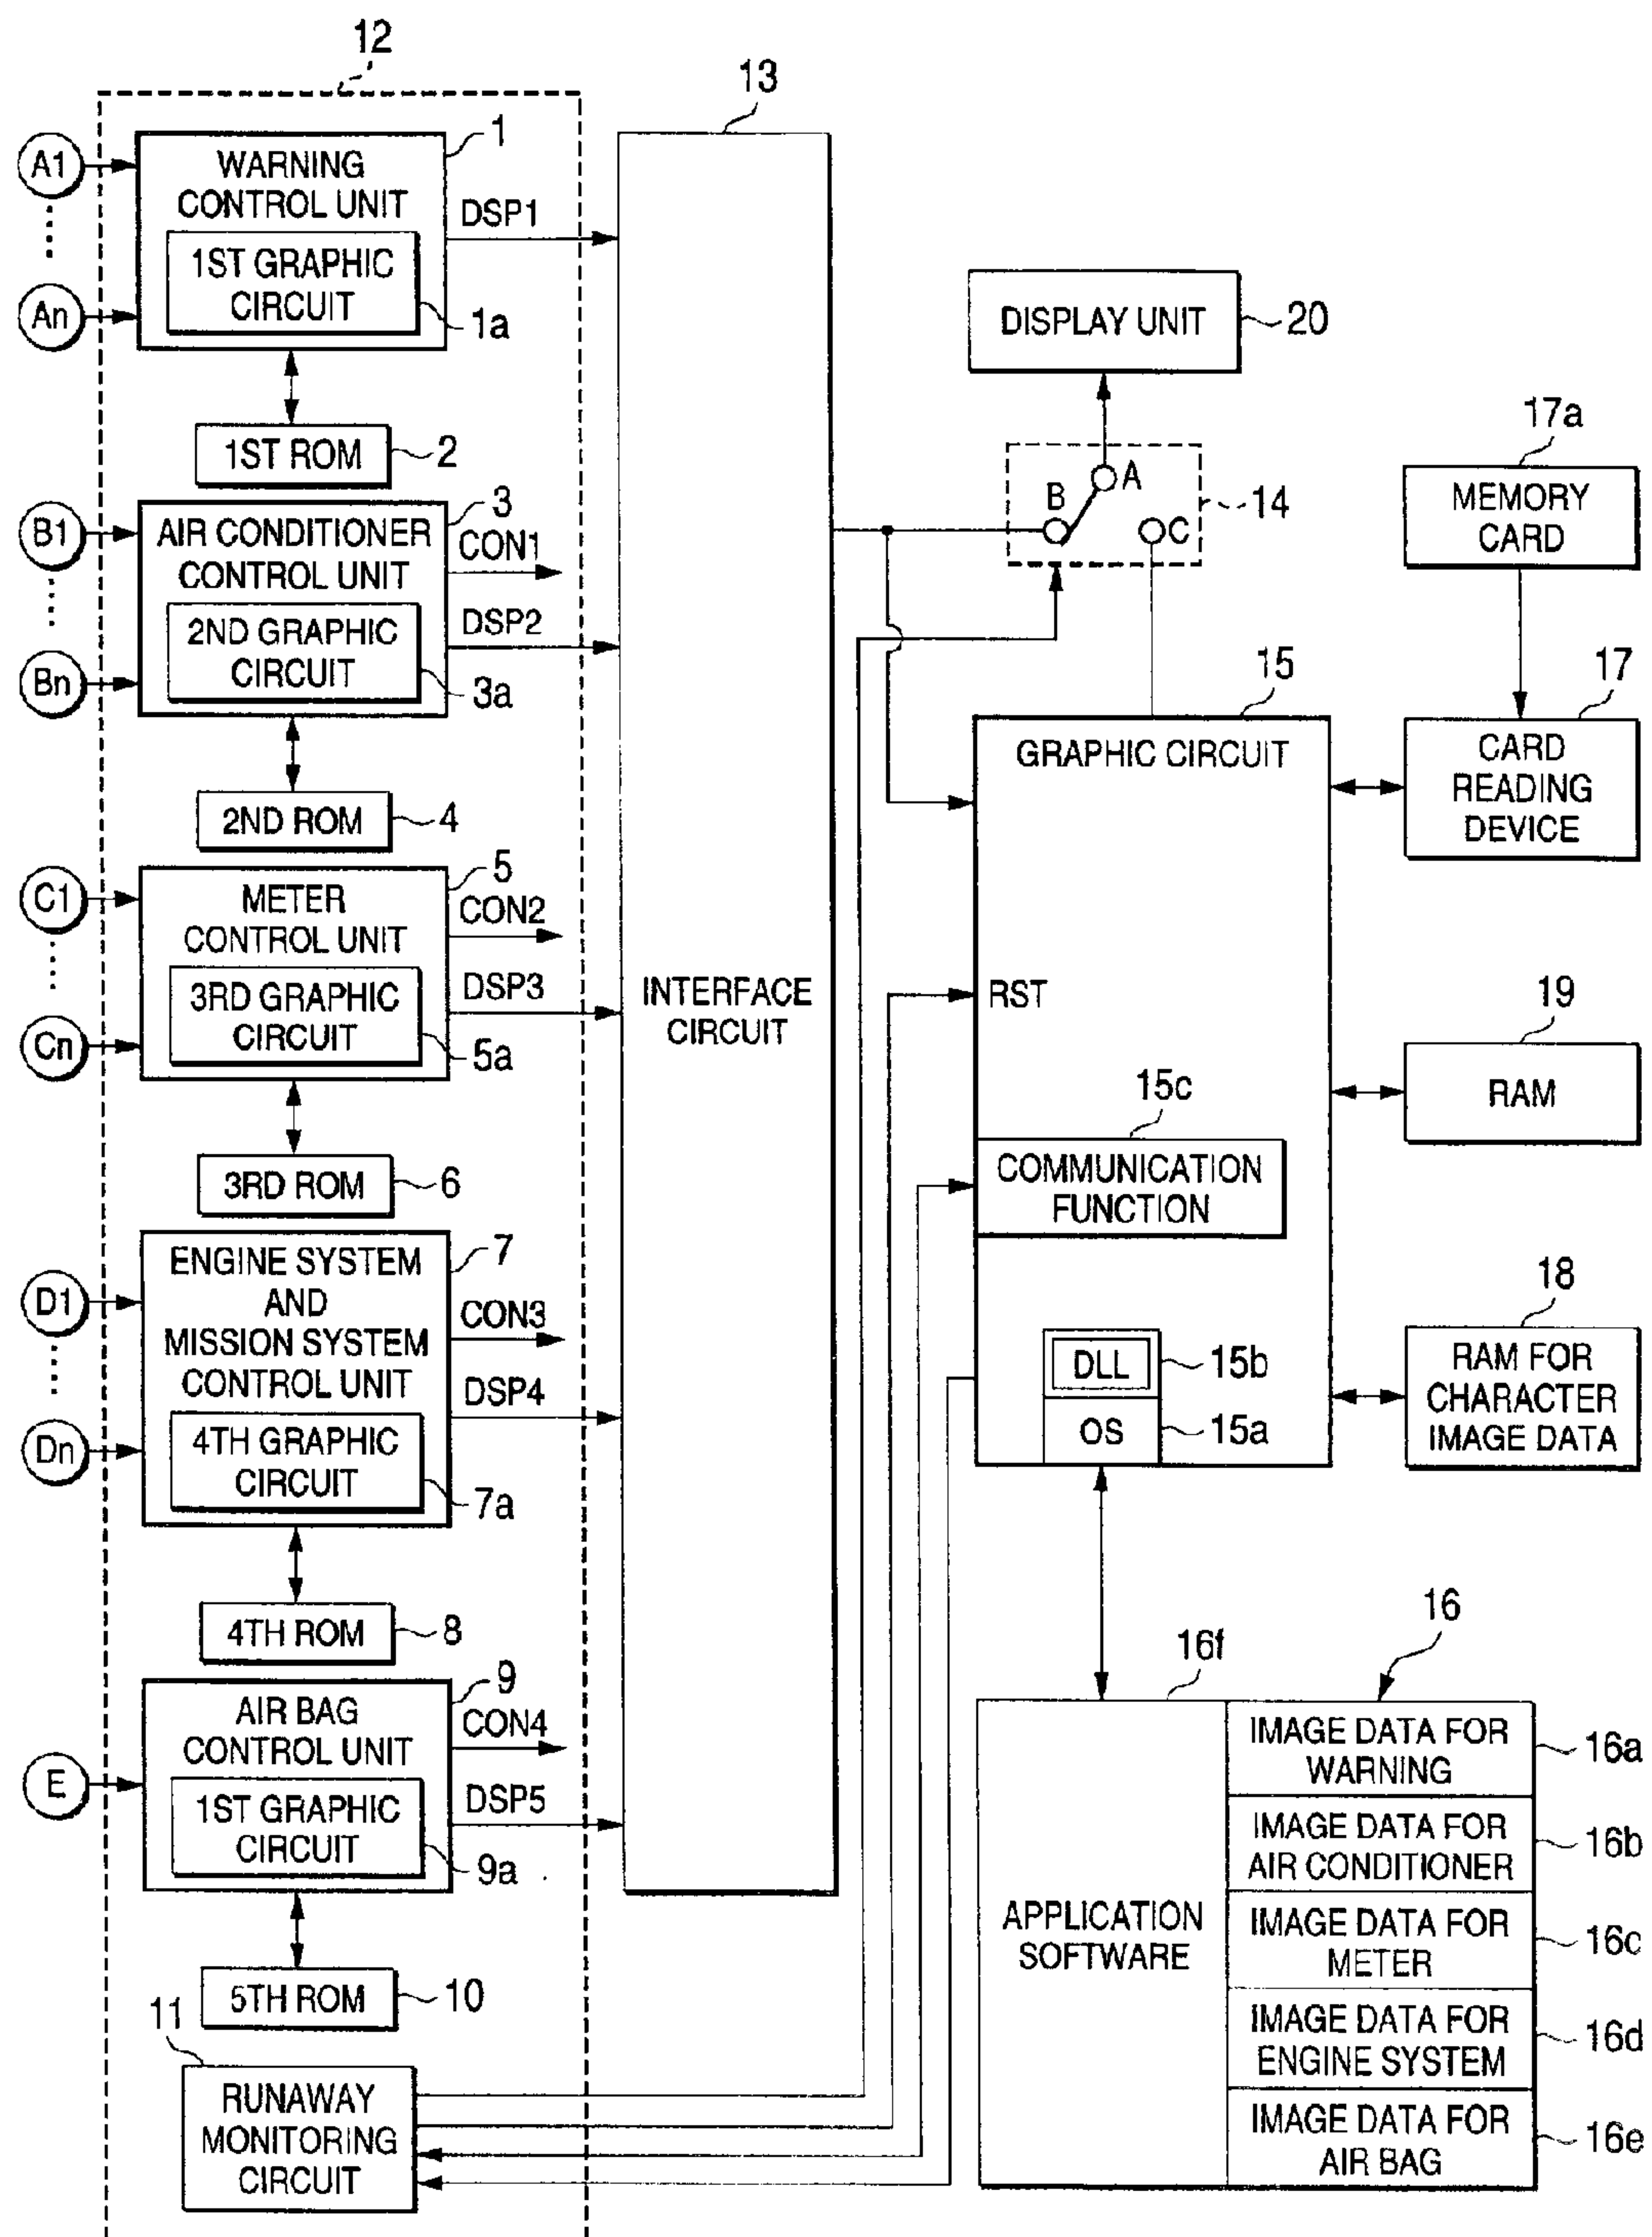 12
13
A1
An
WARNING
CONTROL UNIT
1
1ST GRAPHIC
CIRCUIT
1a
DSP1
1ST ROM
2
B1
Bn
AIR CONDITIONER
CONTROL UNIT
3
CON1
2ND GRAPHIC
CIRCUIT
3a
DSP2
2ND ROM
4
C1
Cn
METER
CONTROL UNIT
5
CON2
3RD GRAPHIC
CIRCUIT
5a
DSP3
3RD ROM
6
D1
Dn
ENGINE SYSTEM
AND
MISSION SYSTEM
CONTROL UNIT
7
CON3
4TH GRAPHIC
CIRCUIT
7a
DSP4
4TH ROM
8
E
AIR BAG
CONTROL UNIT
9
CON4
1ST GRAPHIC
CIRCUIT
9a
DSP5
5TH ROM
10
11
RUNAWAY
MONITORING
CIRCUIT
INTERFACE
CIRCUIT
DISPLAY UNIT
20
A
B
C
14
17a
MEMORY
CARD
15
GRAPHIC CIRCUIT
17
CARD
READING
DEVICE
RST
19
RAM
15c
COMMUNICATION
FUNCTION
18
RAM FOR
CHARACTER
IMAGE DATA
DLL
15b
OS
15a
16f
16
APPLICATION
SOFTWARE
IMAGE DATA FOR
WARNING
16a
IMAGE DATA FOR
AIR CONDITIONER
16b
IMAGE DATA FOR
METER
16c
IMAGE DATA FOR
ENGINE SYSTEM
16d
IMAGE DATA FOR
AIR BAG
16e